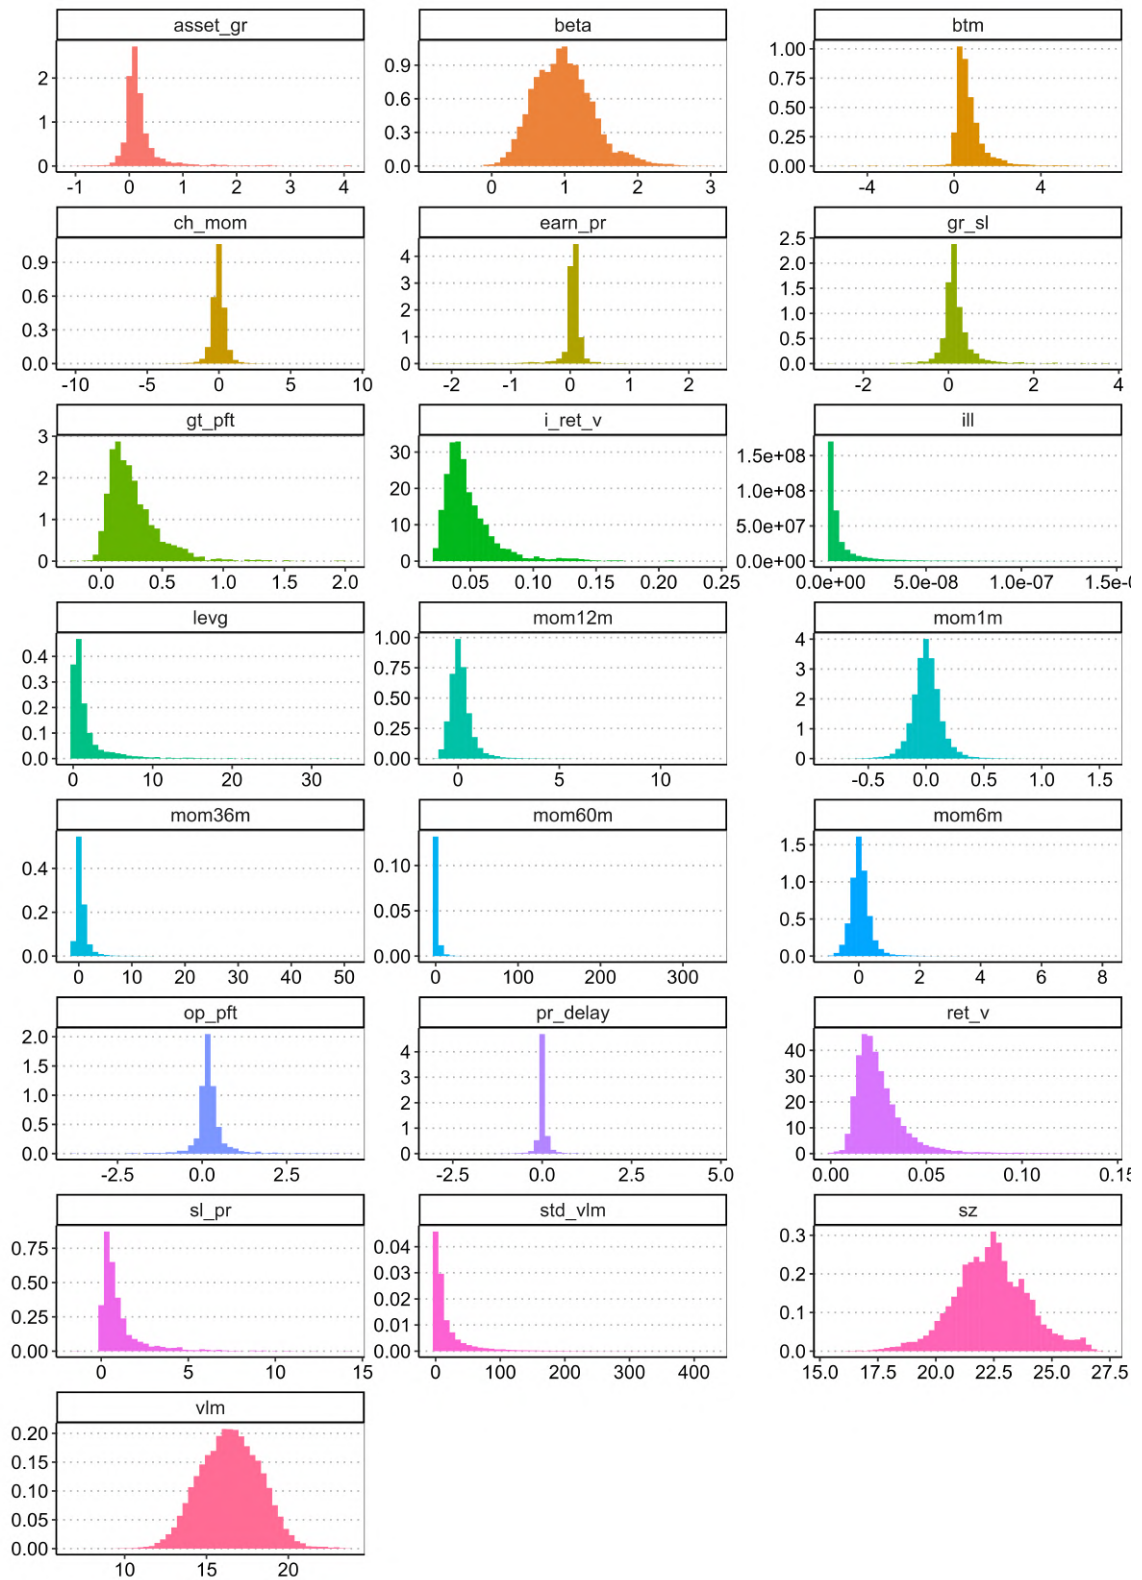 asset_gr beta btm
2 1 0
0.9 0.6 0.3 0.0
1.00 0.75 0.50 0.25 0.00
-1 0 1 2 3 4
0 1 2 3
-4 0 4
ch_mom earn_pr gr_sl
0.9 0.6 0.3 0.0
4 3 2 1 0
2.5 2.0 1.5 1.0 0.5 0.0
-10 -5 0 5 10
-2 -1 0 1 2
-2 0 2 4
gt_pft i_ret_v ill
3 2 1 0
30 20 10 0
1.5e+08 1.0e+08 5.0e+07 0.0e+00
0.0 0.5 1.0 1.5 2.0
0.05 0.10 0.15 0.20 0.25
0.0e+00 5.0e-08 1.0e-07
levg mom12m mom1m
0.4 0.3 0.2 0.1 0.0
1.00 0.75 0.50 0.25 0.00
4 3 2 1 0
0 10 20 30
0 5 10
-0.5 0.0 0.5 1.0 1.5
mom36m mom60m mom6m
0.4 0.2 0.0
0.10 0.05 0.00
1.5 1.0 0.5 0.0
0 10 20 30 40 50
0 100 200 300
0 2 4 6 8
op_pft pr_delay ret_v
2.0 1.5 1.0 0.5 0.0
4 3 2 1 0
40 30 20 10 0
-2.5 0.0 2.5
-2.5 0.0 2.5 5.0
0.00 0.05 0.10
sl_pr std_vlm sz
0.75 0.50 0.25 0.00
0.04 0.03 0.02 0.01 0.00
0.3 0.2 0.1 0.0
0 5 10 15
0 100 200 300 400
15.0 17.5 20.0 22.5 25.0 27.5
vlm
0.20 0.15 0.10 0.05 0.00
10 15 20